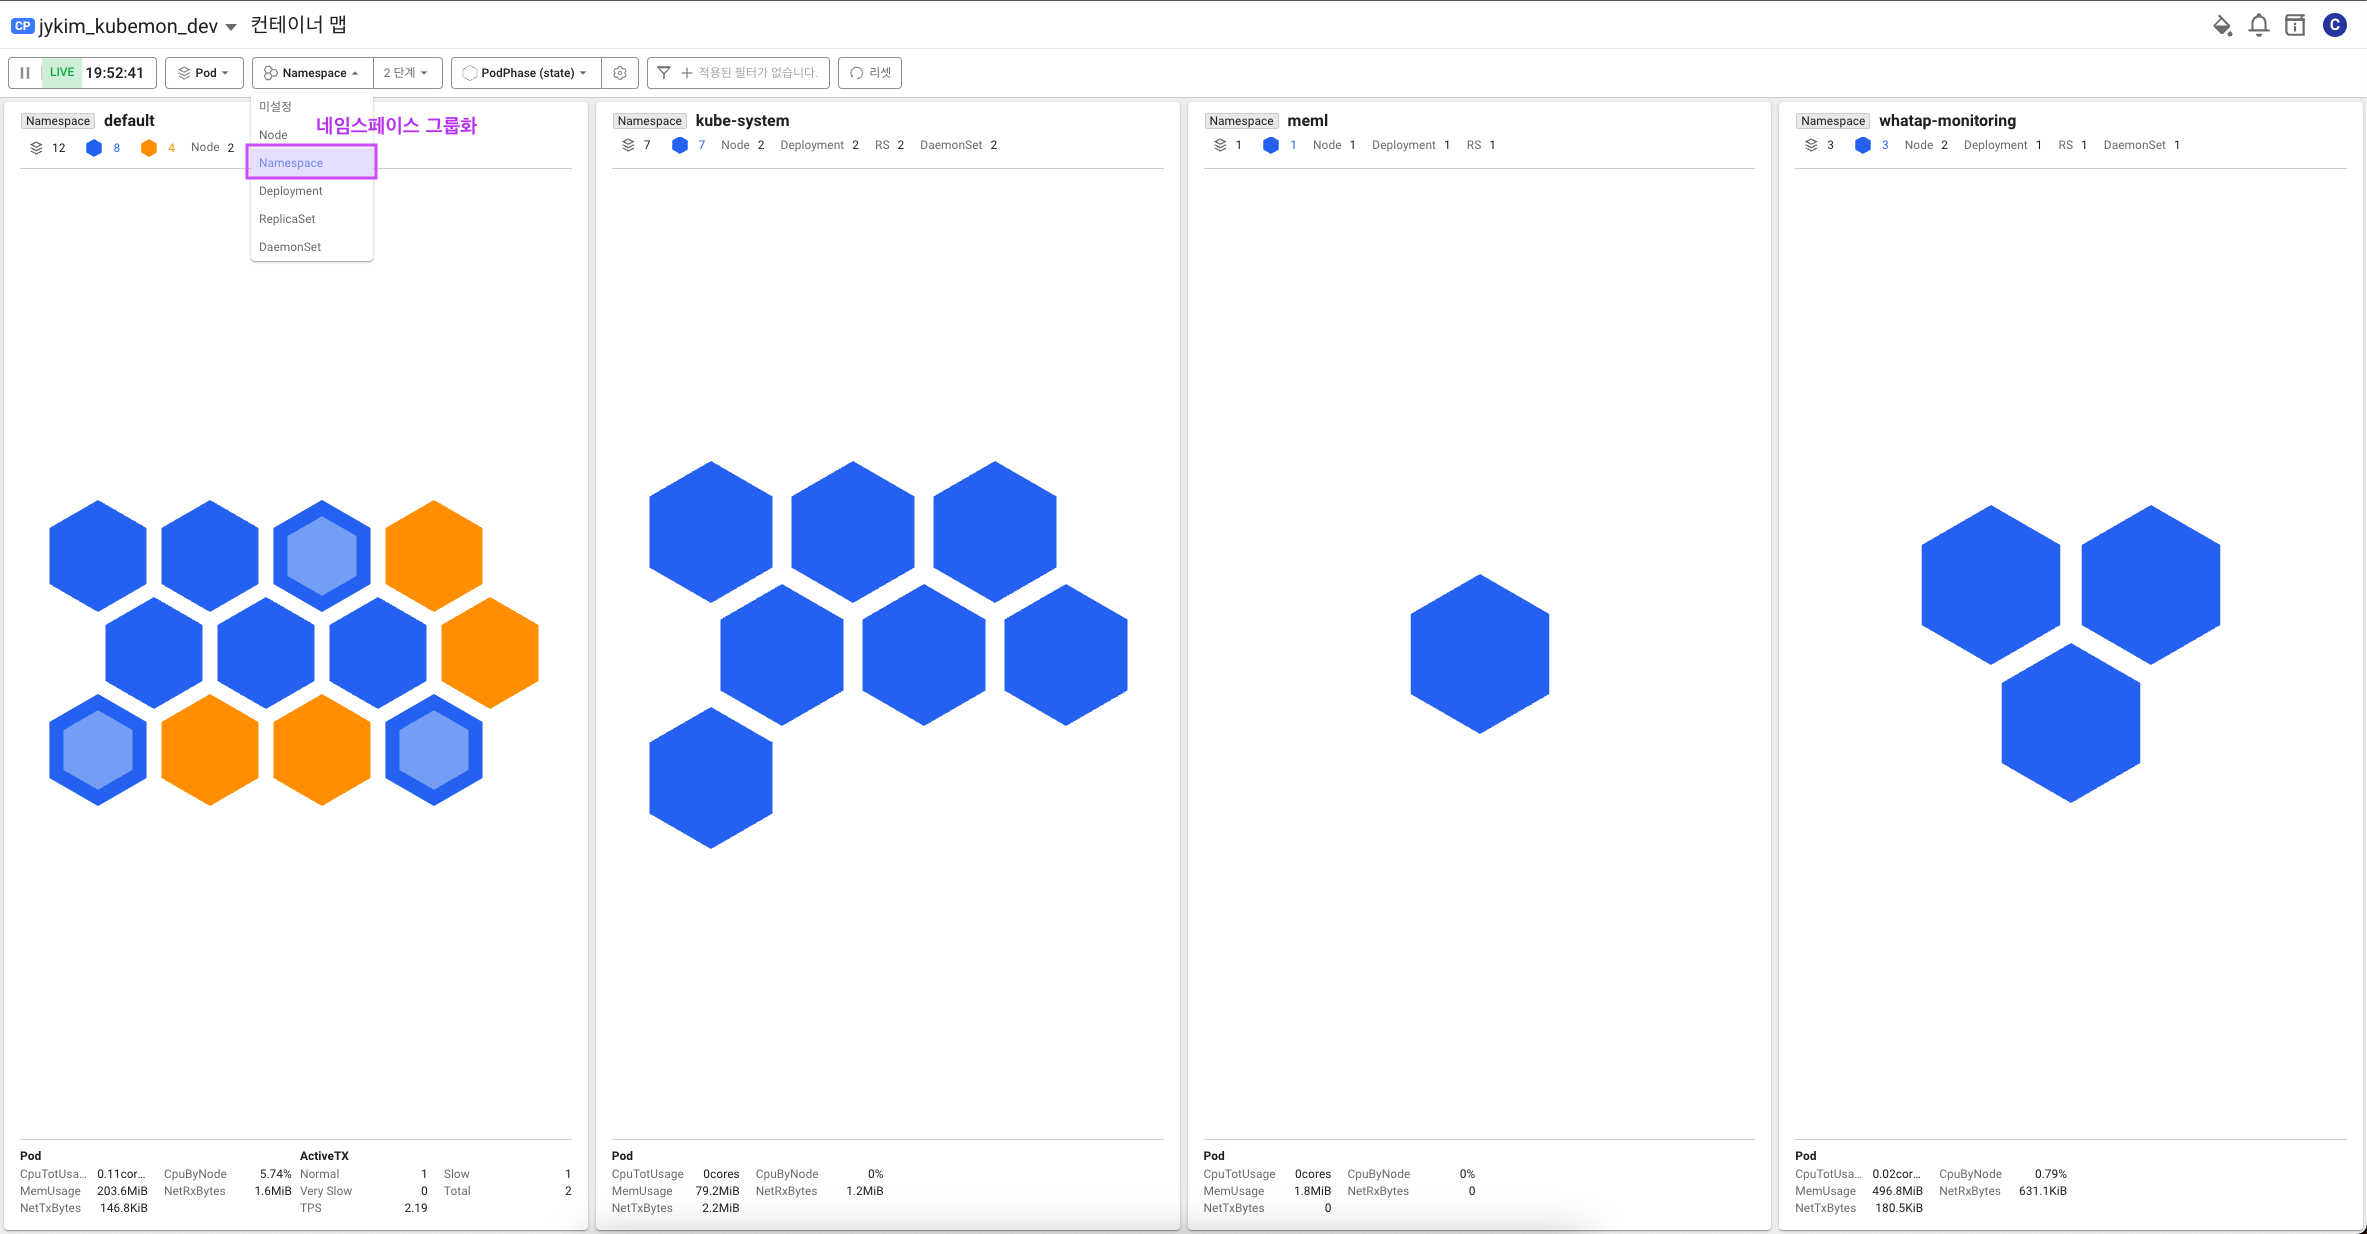 CP jykim_kubemon_dev 컨테이너 맵 C
LIVE 19:52:41 Pod Namespace 2 단계 PodPhase (state) 적용된 필터가 없습니다. 리셋
미설정
Node
네임스페이스 그룹화
Namespace
Deployment
ReplicaSet
DaemonSet
Namespace default
12 8 4 Node 2
Namespace kube-system
7 7 Node 2 Deployment 2 RS 2 DaemonSet 2
Namespace meml
1 1 Node 1 Deployment 1 RS 1
Namespace whatap-monitoring
3 3 Node 2 Deployment 1 RS 1 DaemonSet 1
Pod ActiveTX
CpuTotUsa... 0.11cor... CpuByNode 5.74% Normal 1 Slow 1
MemUsage 203.6MiB NetRxBytes 1.6MiB Very Slow 0 Total 2
NetTxBytes 146.8KiB TPS 2.19
Pod
CpuTotUsage 0cores CpuByNode 0%
MemUsage 79.2MiB NetRxBytes 1.2MiB
NetTxBytes 2.2MiB
Pod
CpuTotUsage 0cores CpuByNode 0%
MemUsage 1.8MiB NetRxBytes 0
NetTxBytes 0
Pod
CpuTotUsa... 0.02cor... CpuByNode 0.79%
MemUsage 496.8MiB NetRxBytes 631.1KiB
NetTxBytes 180.5KiB